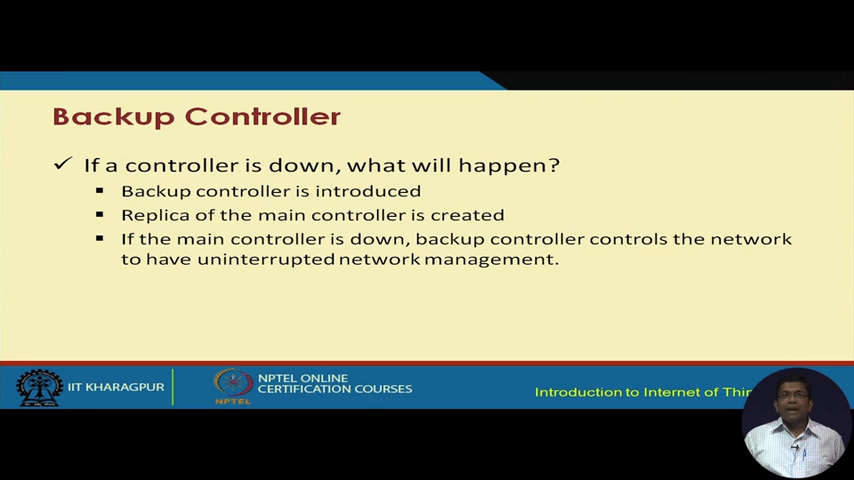 Backup Controller
✓ If a controller is down, what will happen?
▪ Backup controller is introduced
▪ Replica of the main controller is created
▪ If the main controller is down, backup controller controls the network
to have uninterrupted network management.
IIT KHARAGPUR
NPTEL ONLINE
CERTIFICATION COURSES
NPTEL
Introduction to Internet of